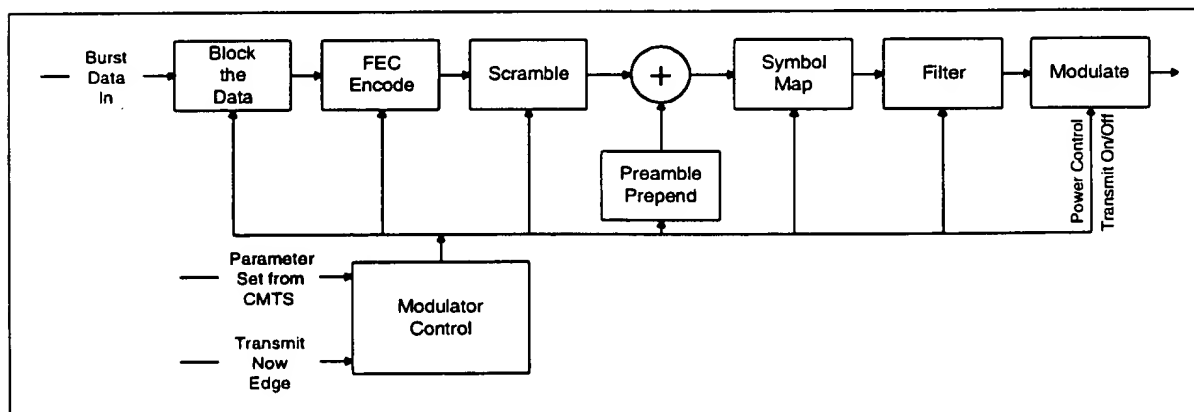 Burst
Data
In
Block
the
Data
FEC
Encode
Scramble
+
Symbol
Map
Filter
Modulate
Preamble
Prepend
Power Control
Transmit On/Off
Parameter
Set from
CMTS
Modulator
Control
Transmit
Now
Edge